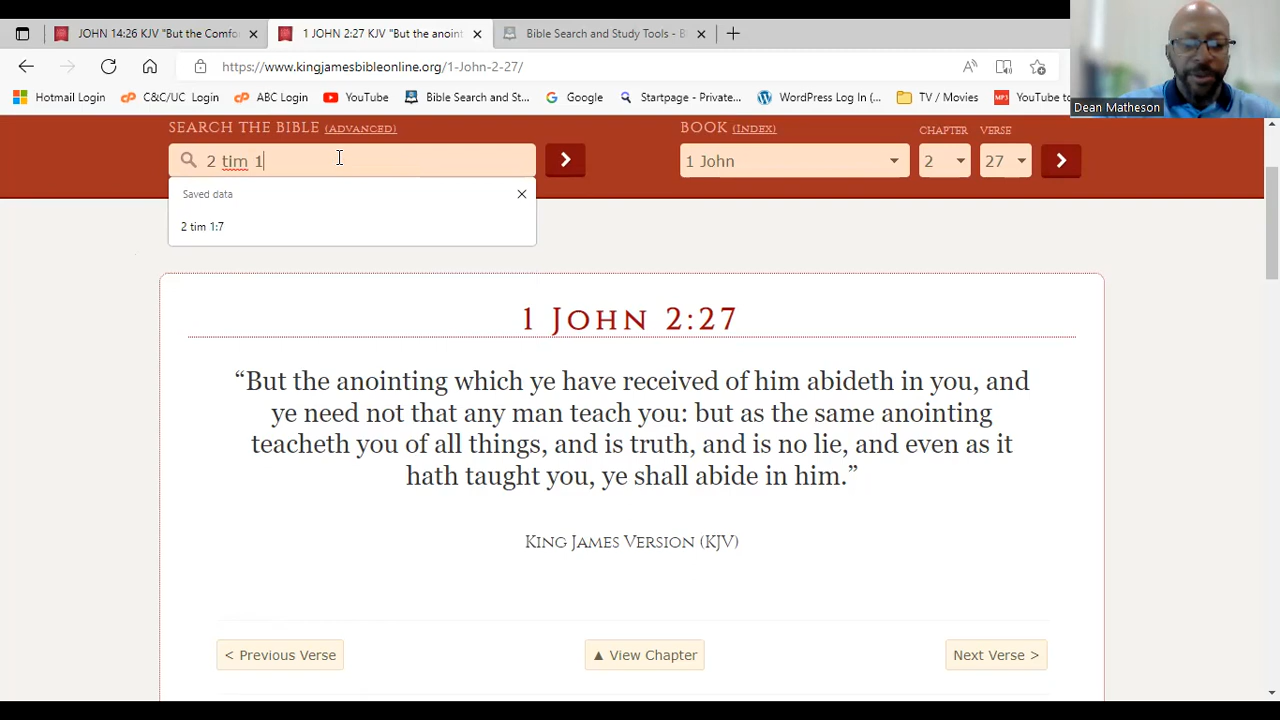 JOHN 14:26 KJV "But the Comfo
1 JOHN 2:27 KJV "But the anoint
Bible Search and Study Tools - B
https://www.kingjamesbibleonline.org/1-John-2-27/
Hotmail Login
C&C/UC Login
ABC Login
YouTube
Bible Search and St...
Google
Startpage - Private...
WordPress Log In (...
TV / Movies
MP3
YouTube to
Dean Matheson
SEARCH THE BIBLE (ADVANCED)
BOOK (INDEX)
CHAPTER
VERSE
2 tim 1
1 John
2
27
Saved data
2 tim 1:7
1 JOHN 2:27
“But the anointing which ye have received of him abideth in you, and
ye need not that any man teach you: but as the same anointing
teacheth you of all things, and is truth, and is no lie, and even as it
hath taught you, ye shall abide in him.”
KING JAMES VERSION (KJV)
< Previous Verse
▲ View Chapter
Next Verse >